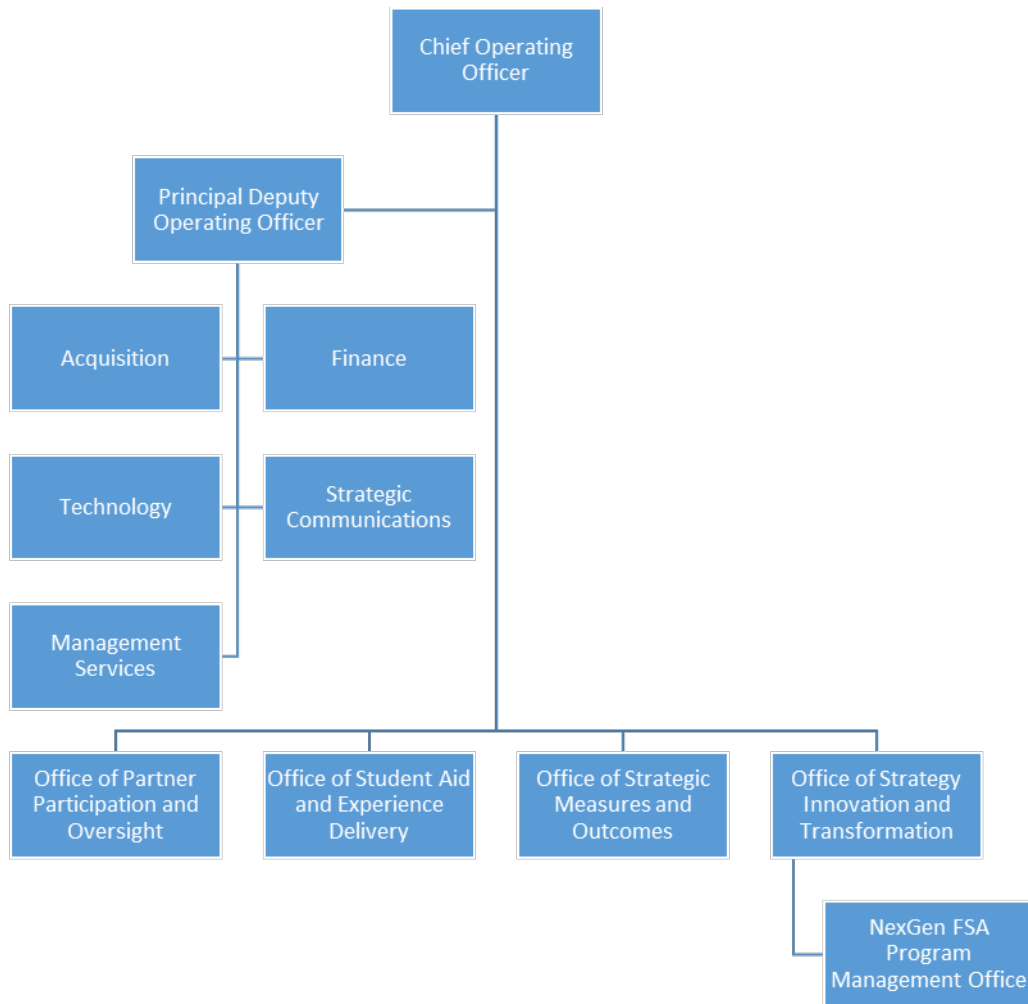 Chief Operating
Officer
Principal Deputy
Operating Officer
Acquisition
Finance
Technology
Strategic
Communications
Management
Services
Office of Partner
Participation and
Oversight
Office of Student Aid
and Experience
Delivery
Office of Strategic
Measures and
Outcomes
Office of Strategy
Innovation and
Transformation
NexGen FSA
Program
Management Office